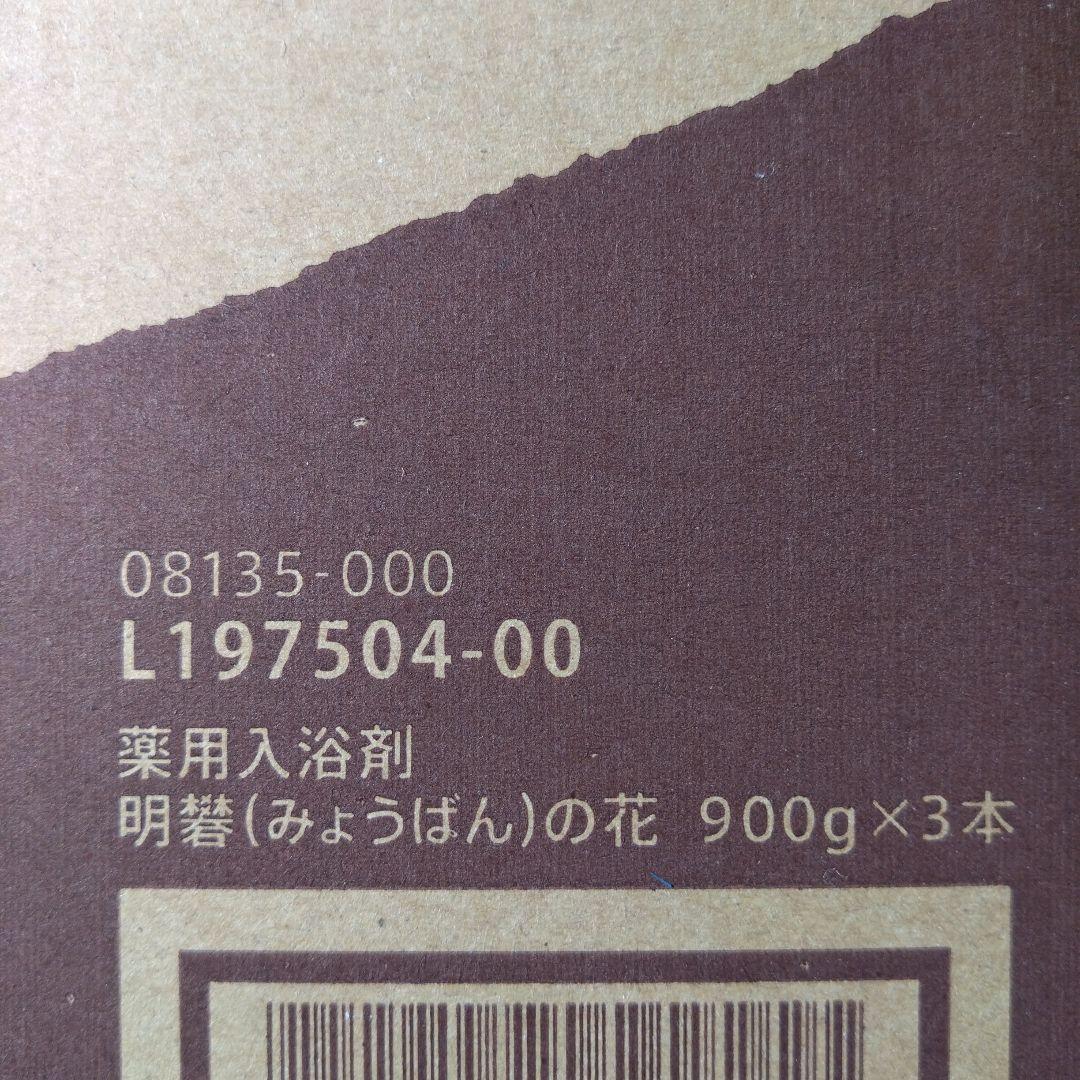 08135-000
L197504-00
薬用入浴剤
明礬(みょうばん)の花 900g×3本